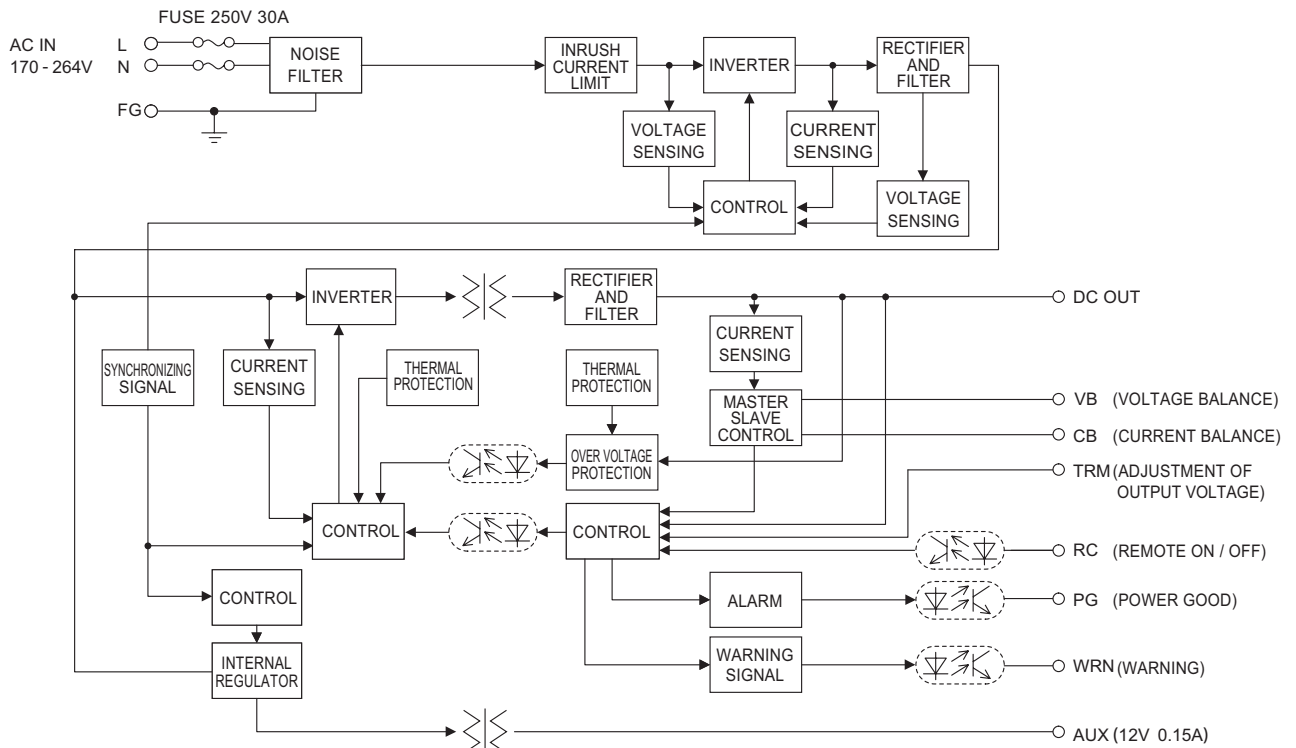 FUSE 250V 30A
AC IN
170 - 264V
L
N
FG
NOISE
FILTER
INRUSH
CURRENT
LIMIT
INVERTER
RECTIFIER
AND
FILTER
VOLTAGE
SENSING
CURRENT
SENSING
CONTROL
VOLTAGE
SENSING
INVERTER
RECTIFIER
AND
FILTER
DC OUT
SYNCHRONIZING
SIGNAL
CURRENT
SENSING
THERMAL
PROTECTION
THERMAL
PROTECTION
CURRENT
SENSING
MASTER
SLAVE
CONTROL
VB (VOLTAGE BALANCE)
CB (CURRENT BALANCE)
OVER VOLTAGE
PROTECTION
TRM (ADJUSTMENT OF
OUTPUT VOLTAGE)
CONTROL
CONTROL
RC (REMOTE ON / OFF)
CONTROL
ALARM
PG (POWER GOOD)
INTERNAL
REGULATOR
WARNING
SIGNAL
WRN (WARNING)
AUX (12V 0.15A)